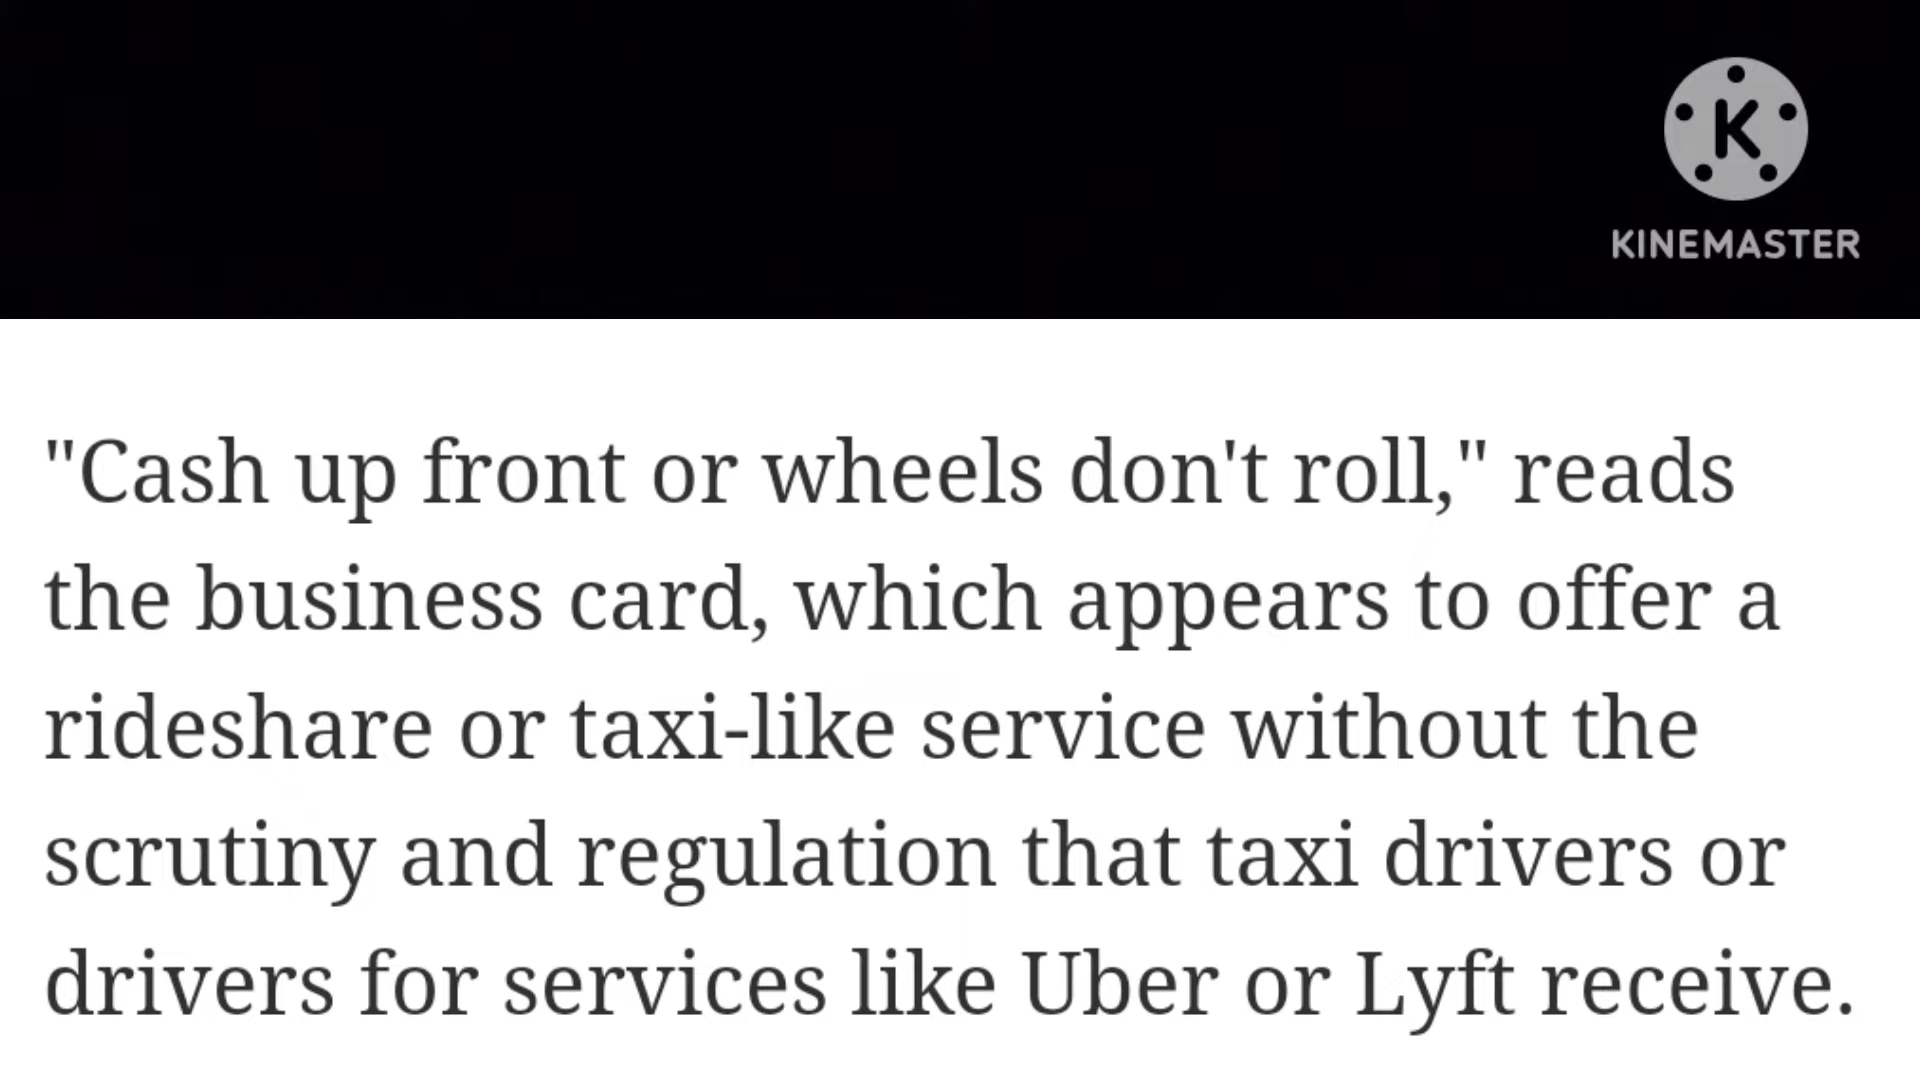 K
KINEMASTER
"Cash up front or wheels don't roll," reads
the business card, which appears to offer a
rideshare or taxi-like service without the
scrutiny and regulation that taxi drivers or
drivers for services like Uber or Lyft receive.